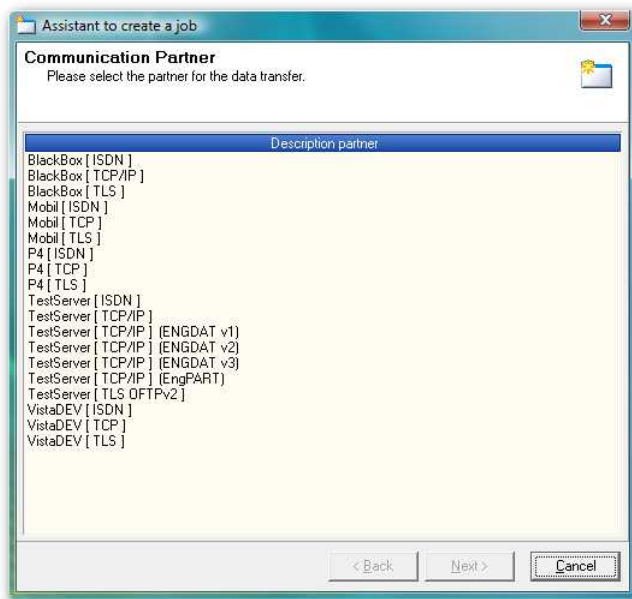 Assistant to create a job
Communication Partner
Please select the partner for the data transfer.
Description partner
BlackBox [ ISDN ]
BlackBox [ TCP/IP ]
BlackBox [ TLS ]
Mobil [ ISDN ]
Mobil [ TCP ]
Mobil [ TLS ]
P4 [ ISDN ]
P4 [ TCP ]
P4 [ TLS ]
TestServer [ ISDN ]
TestServer [ TCP/IP ]
TestServer [ TCP/IP ] (ENGDAT v1)
TestServer [ TCP/IP ] (ENGDAT v2)
TestServer [ TCP/IP ] (ENGDAT v3)
TestServer [ TCP/IP ] (EngPART)
TestServer [ TLS OFTPv2 ]
VistaDEV [ ISDN ]
VistaDEV [ TCP ]
VistaDEV [ TLS ]
< Back Next > Cancel